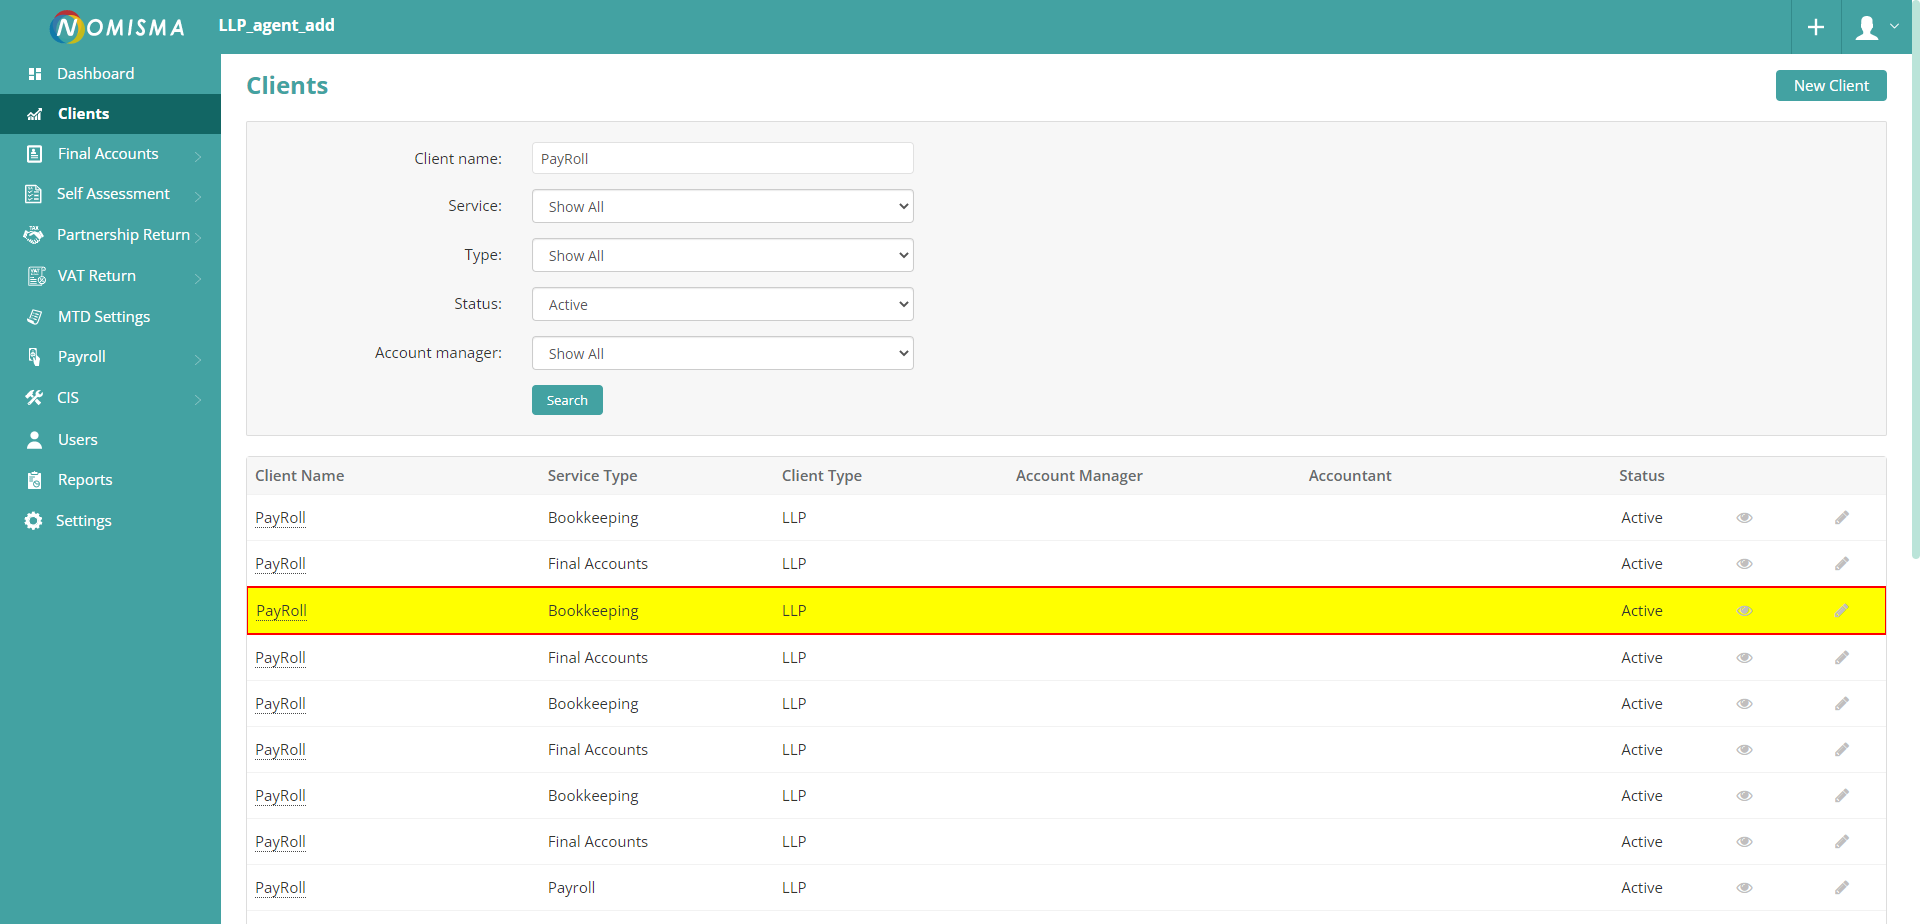 NOMISMA LLP_agent_add
Dashboard
Clients
Final Accounts
Self Assessment
Partnership Return
VAT Return
MTD Settings
Payroll
CIS
Users
Reports
Settings
Clients
New Client
Client name: PayRoll
Service: Show All
Type: Show All
Status: Active
Account manager: Show All
Search
Client Name Service Type Client Type Account Manager Accountant Status
PayRoll Bookkeeping LLP Active
PayRoll Final Accounts LLP Active
PayRoll Bookkeeping LLP Active
PayRoll Final Accounts LLP Active
PayRoll Bookkeeping LLP Active
PayRoll Final Accounts LLP Active
PayRoll Bookkeeping LLP Active
PayRoll Final Accounts LLP Active
PayRoll Payroll LLP Active